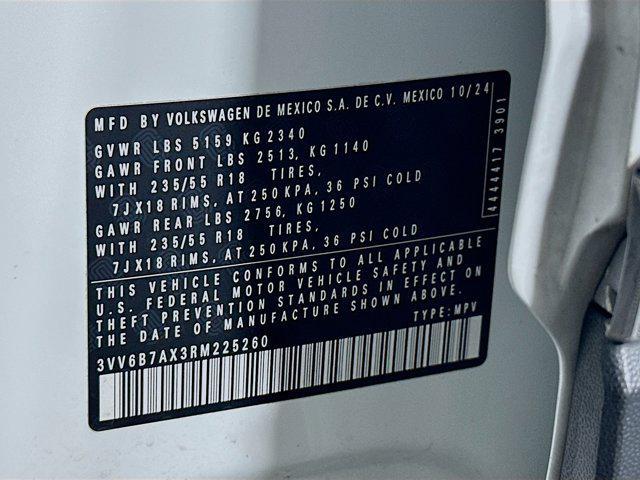 MFD BY VOLKSWAGEN DE MEXICO S.A. DE C.V. MEXICO 10/24
GVWR LBS 5159 KG 2340
GAWR FRONT LBS 2513, KG 1140
WITH 235/55 R18 TIRES,
7JX18 RIMS, AT 250 KPA, 36 PSI COLD
GAWR REAR LBS 2756, KG 1250
WITH 235/55 R18 TIRES,
7JX18 RIMS, AT 250 KPA, 36 PSI COLD
4444417 3901
THIS VEHICLE CONFORMS TO ALL APPLICABLE
U.S. FEDERAL MOTOR VEHICLE SAFETY AND
THEFT PREVENTION STANDARDS IN EFFECT ON
THE DATE OF MANUFACTURE SHOWN ABOVE.
3VV6B7AX3RM225260 TYPE: MPV